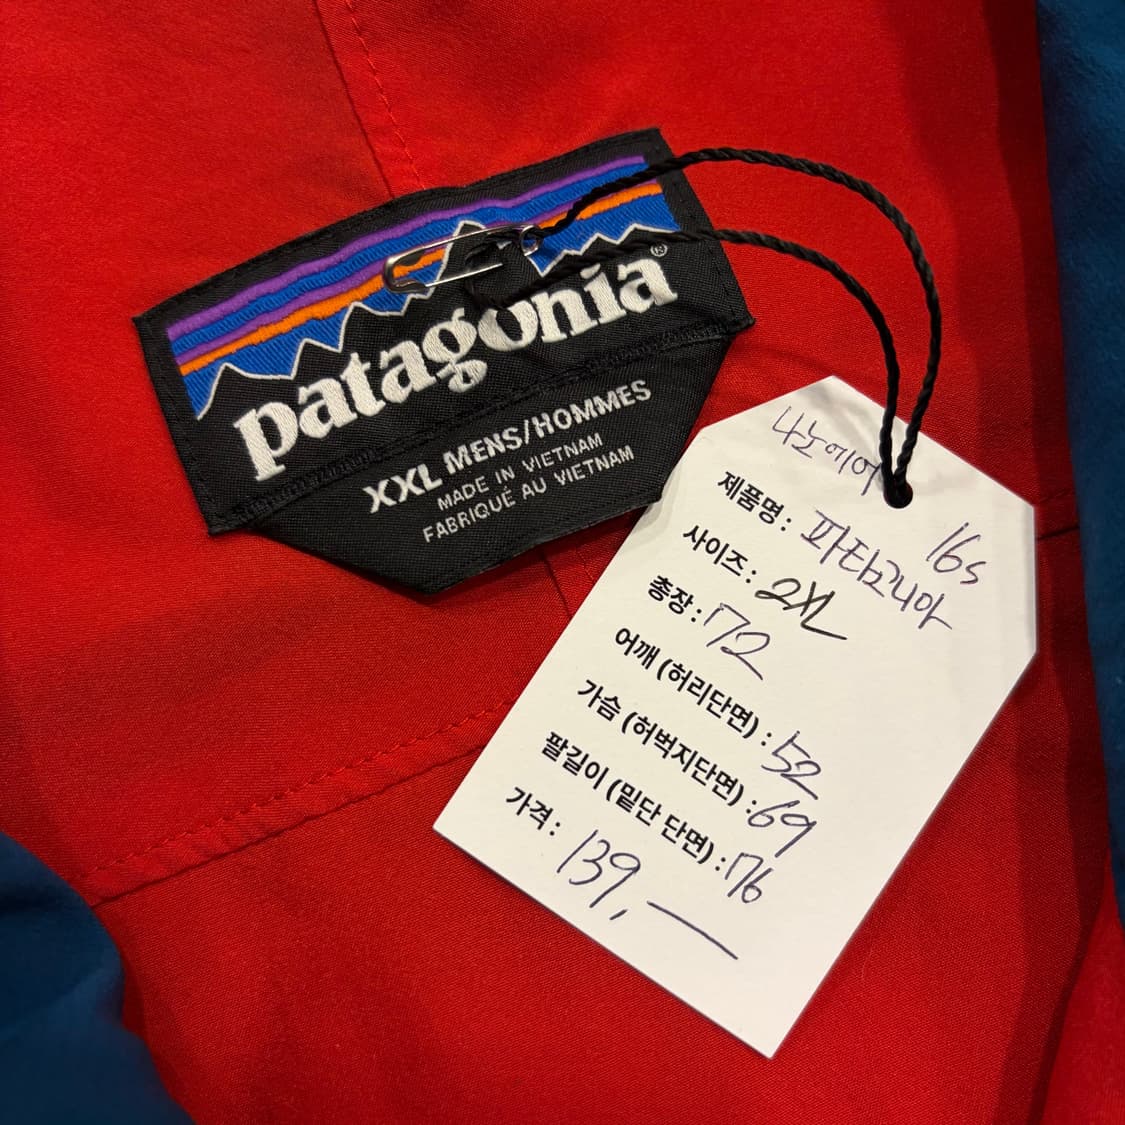 patagonia®
XXL MENS/HOMMES
MADE IN VIETNAM
FABRIQUÉ AU VIETNAM
나노에어
16s
제품명: 파타고니아
사이즈: 2XL
총장: 72
어깨 (허리단면) : 52
가슴 (허벅지단면) : 69
팔길이 (밑단 단면) : 76
가격: 139,—